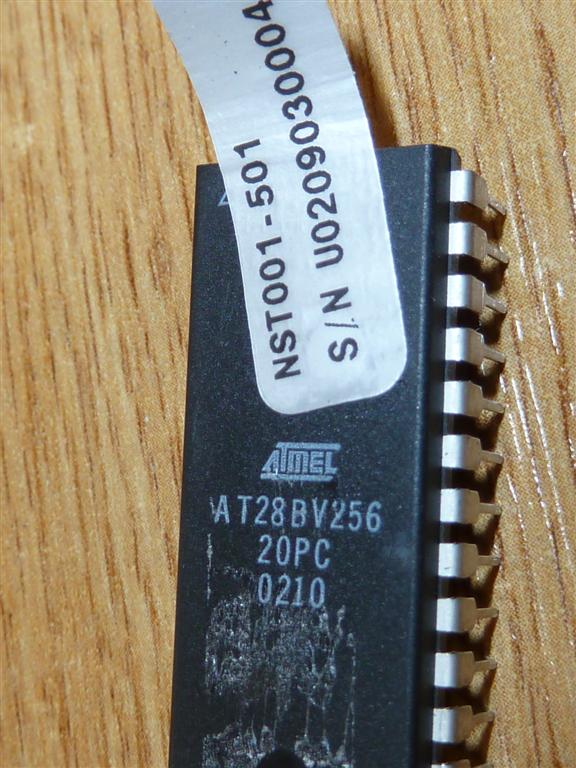 NST001-501
S/N U0209030004
ATMEL
AT28BV256
20PC
0210